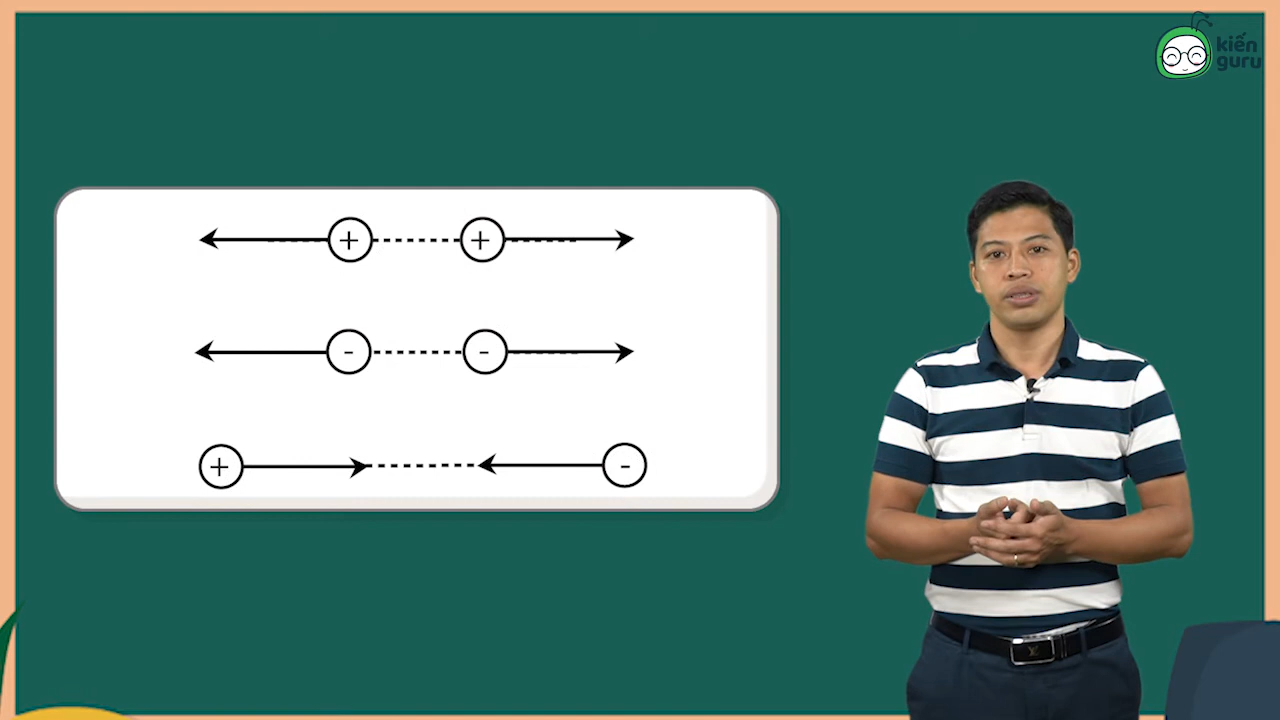 kiến
guru
+ +
- -
+ -